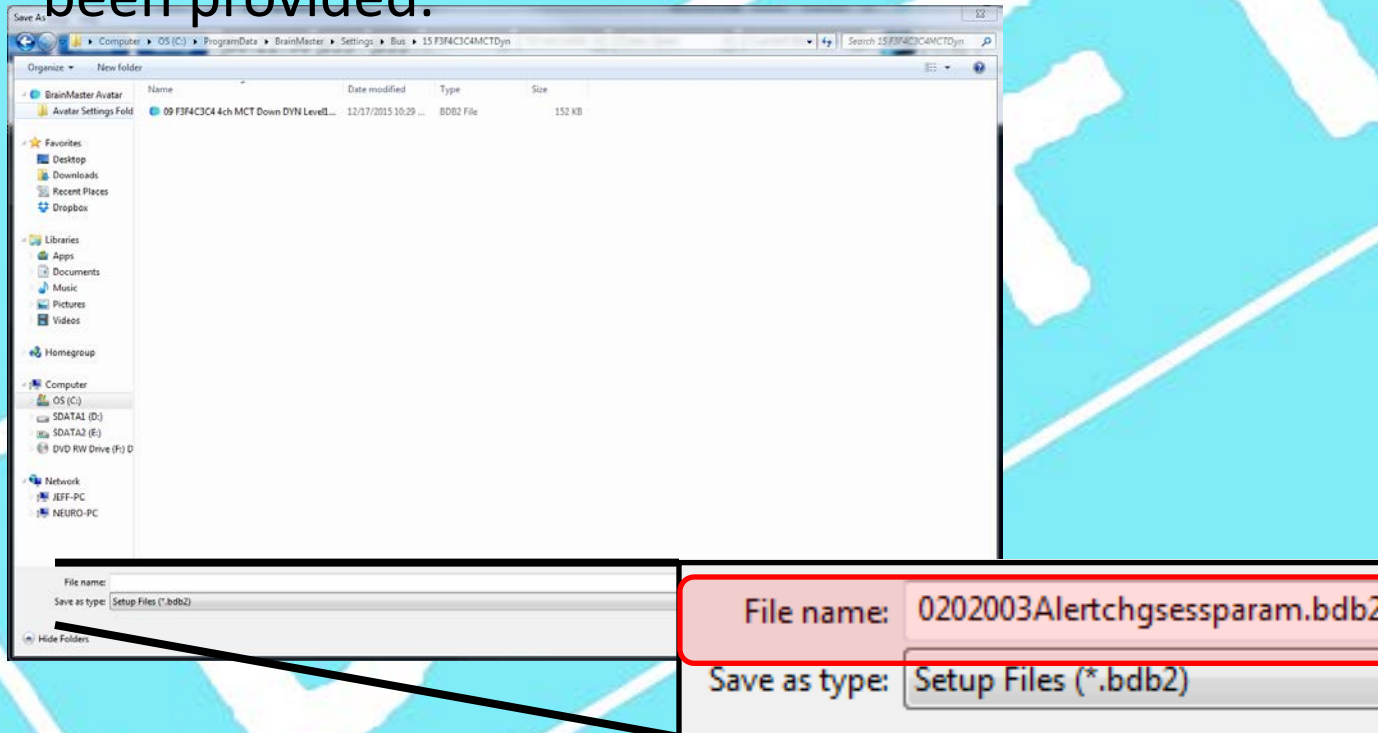 been provided.
Save As
Computer ▸ OS (C:) ▸ ProgramData ▸ BrainMaster ▸ Settings ▸ Bus ▸ 15 F3F4C3C4MCTDyn
Search 15 F3F4C3C4MCTDyn
Organize New folder
Name Date modified Type Size
BrainMaster Avatar
Avatar Settings Fold
09 F3F4C3C4 4ch MCT Down DYN Level1... 12/17/2015 10:29 ... BDB2 File 152 KB
Favorites
Desktop
Downloads
Recent Places
Dropbox
Libraries
Apps
Documents
Music
Pictures
Videos
Homegroup
Computer
OS (C:)
SDATA1 (D:)
SDATA2 (E:)
DVD RW Drive (F:) D
Network
JEFF-PC
NEURO-PC
File name:
Save as type: Setup Files (*.bdb2)
Hide Folders
File name: 0202003Alertchgsessparam.bdb2
Save as type: Setup Files (*.bdb2)